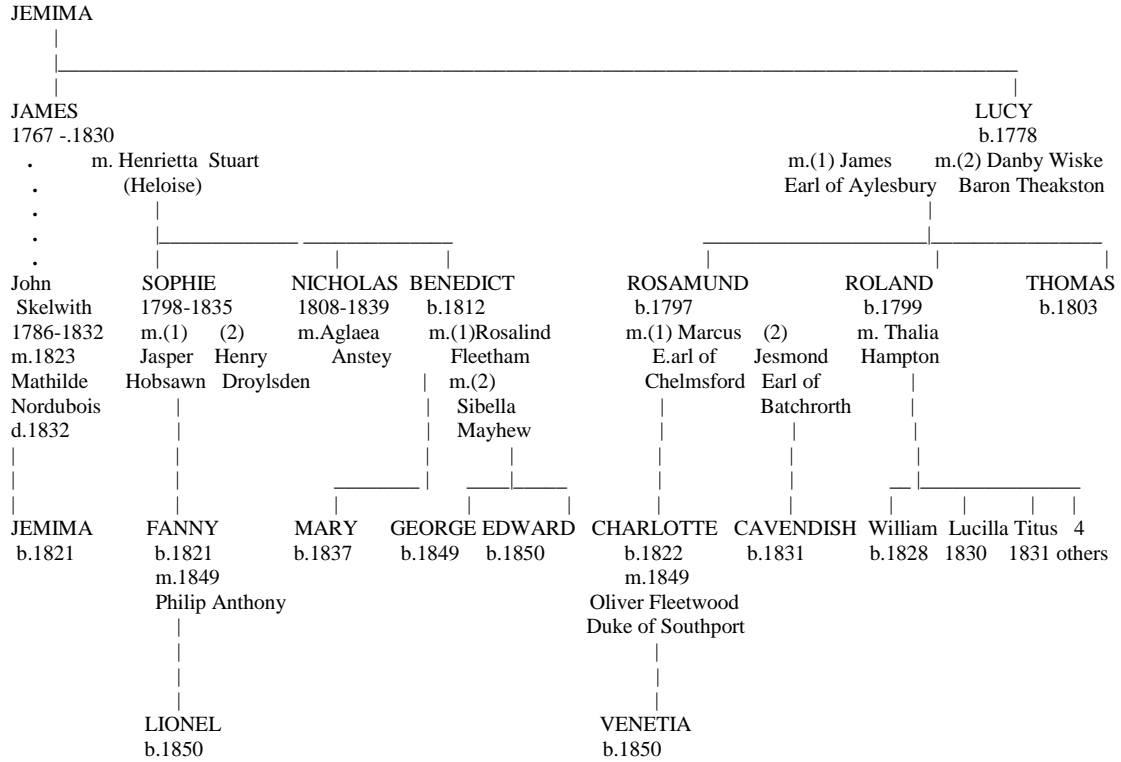 JEMIMA
JAMES LUCY
1767 -.1830 b.1778
m. Henrietta Stuart m.(1) James m.(2) Danby Wiske
(Heloise) Earl of Aylesbury Baron Theakston
John SOPHIE NICHOLAS BENEDICT ROSAMUND ROLAND THOMAS
Skelwith 1798-1835 1808-1839 b.1812 b.1797 b.1799 b.1803
1786-1832 m.(1) (2) m.Aglaea m.(1)Rosalind m.(1) Marcus (2) m. Thalia
m.1823 Jasper Henry Anstey Fleetham E.arl of Jesmond Hampton
Mathilde Hobsawn Droylsden m.(2) Chelmsford Earl of
Nordubois Sibella Batchrorth
d.1832 Mayhew
JEMIMA FANNY MARY GEORGE EDWARD CHARLOTTE CAVENDISH William Lucilla Titus 4
b.1821 b.1821 b.1837 b.1849 b.1850 b.1822 b.1831 b.1828 1830 1831 others
m.1849 m.1849
Philip Anthony Oliver Fleetwood
Duke of Southport
LIONEL VENETIA
b.1850 b.1850